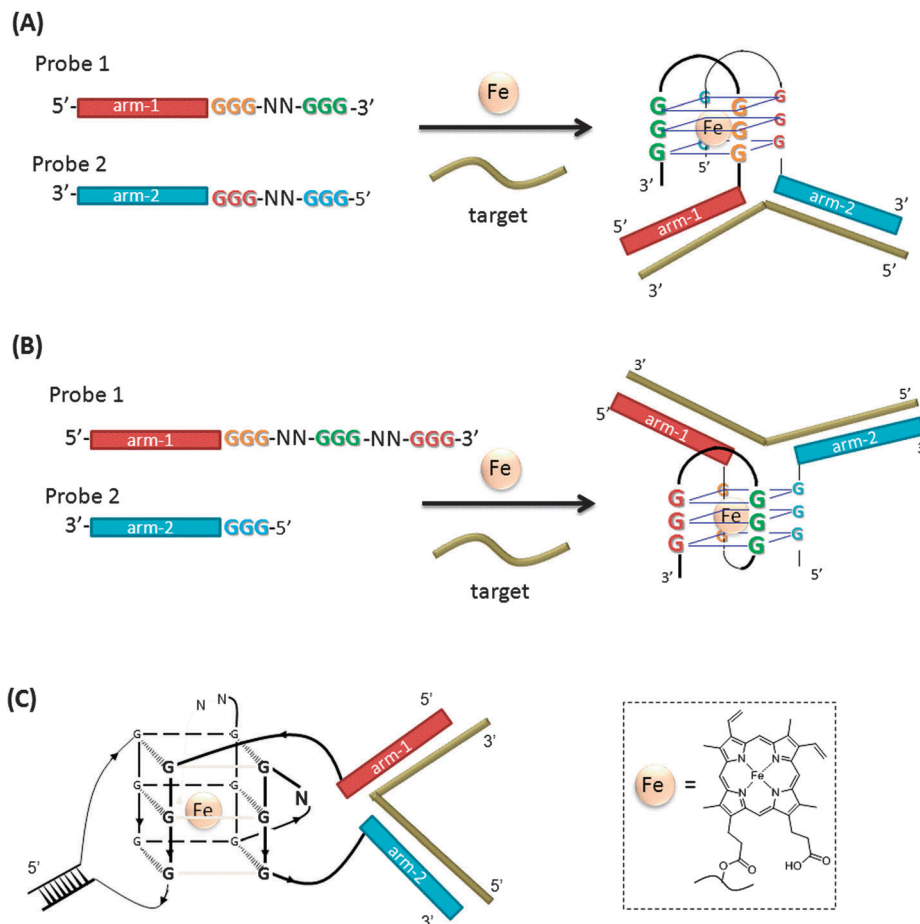 (A)
Probe 1
5’- arm-1 GGG-NN-GGG-3’
Probe 2
3’- arm-2 GGG-NN-GGG-5’
Fe
target
G G G G
G G G
G G G G
Fe
3’ 5’
5’ arm-1 arm-2 3’
3’ 5’
(B)
Probe 1
5’- arm-1 GGG-NN-GGG-NN-GGG-3’
Probe 2
3’- arm-2 GGG-5’
Fe
target
3’ 5’
5’ arm-1 arm-2 3’
G G G G
G Fe G G
G G G G
3’ 5’
(C)
N N
G G
G G
G G N
G Fe G
G G
G G
5’
5’
arm-1
3’
arm-2
5’
3’
Fe =
N N
Fe
N N
O
O
HO
O